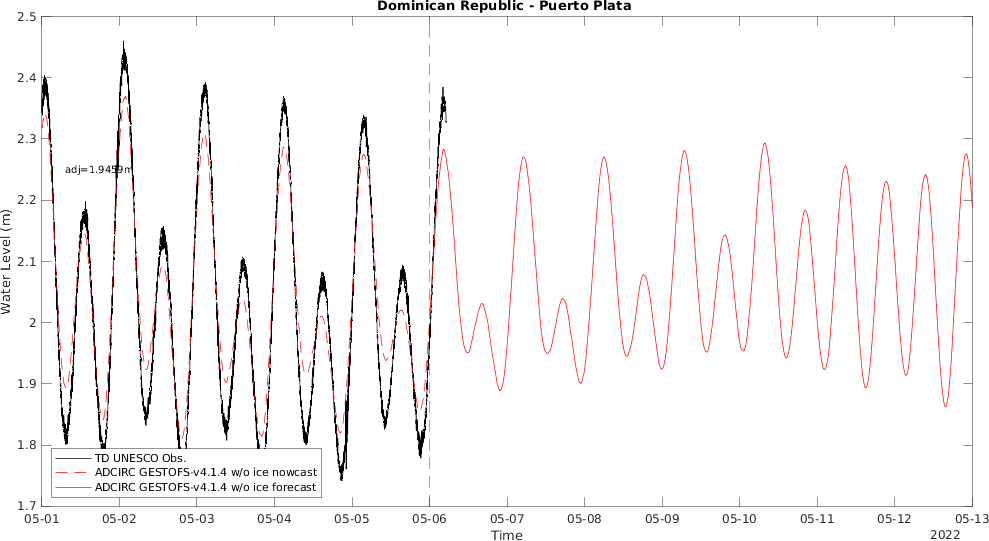 Dominican Republic - Puerto Plata
2.5
2.4
2.3
2.2
2.1
2
1.9
1.8
1.7
Water Level (m)
adj=1.9459m
TD UNESCO Obs.
ADCIRC GESTOFS-v4.1.4 w/o ice nowcast
ADCIRC GESTOFS-v4.1.4 w/o ice forecast
05-01 05-02 05-03 05-04 05-05 05-06 05-07 05-08 05-09 05-10 05-11 05-12 05-13
Time
2022